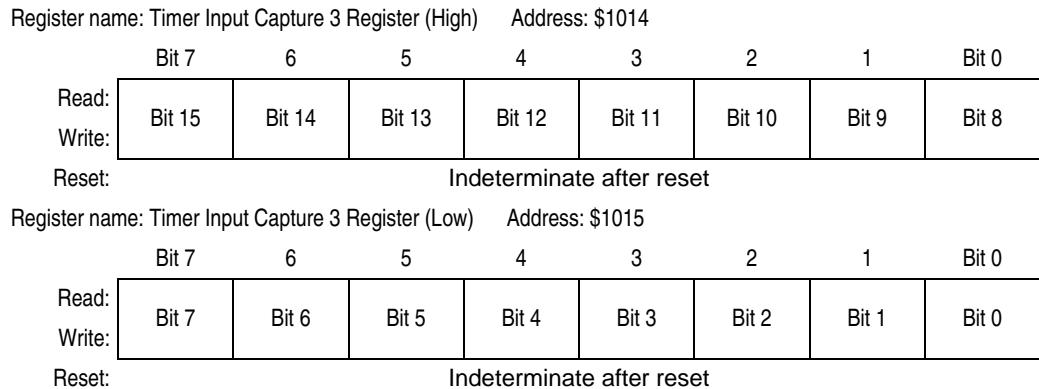 Register name: Timer Input Capture 3 Register (High) Address: $1014
Bit 7 6 5 4 3 2 1 Bit 0
Read:
Bit 15 Bit 14 Bit 13 Bit 12 Bit 11 Bit 10 Bit 9 Bit 8
Write:
Reset: Indeterminate after reset
Register name: Timer Input Capture 3 Register (Low) Address: $1015
Bit 7 6 5 4 3 2 1 Bit 0
Read:
Bit 7 Bit 6 Bit 5 Bit 4 Bit 3 Bit 2 Bit 1 Bit 0
Write:
Reset: Indeterminate after reset